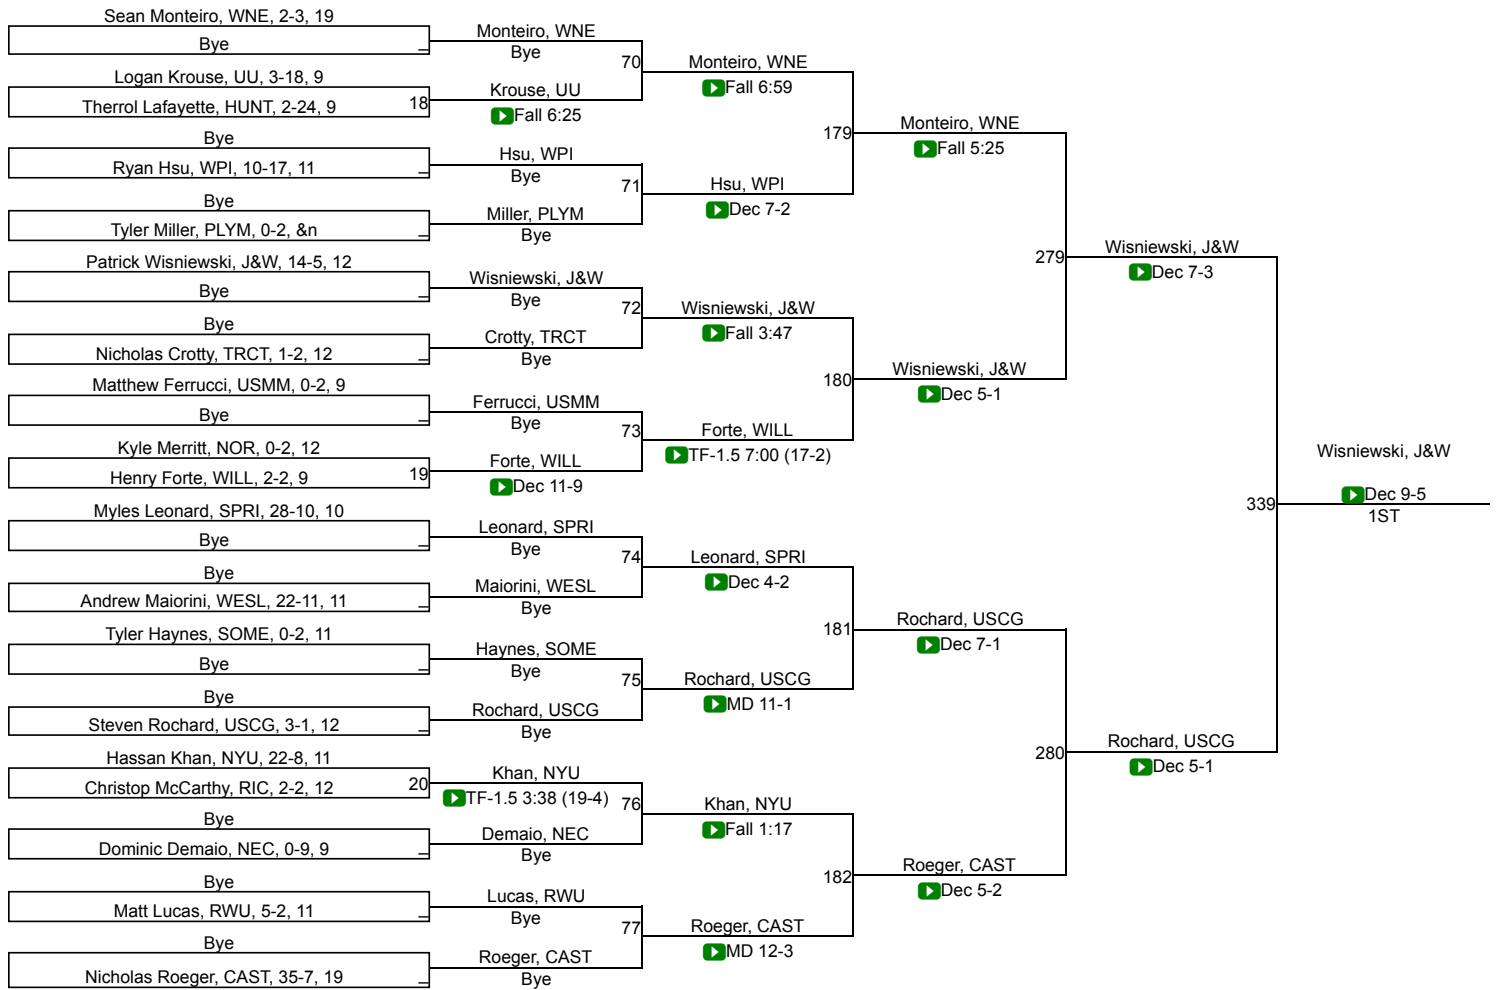 Sean Monteiro, WNE, 2-3, 19
Bye
Logan Krouse, UU, 3-18, 9
Therrol Lafayette, HUNT, 2-24, 9
18
Bye
Ryan Hsu, WPI, 10-17, 11
Bye
Tyler Miller, PLYM, 0-2, &n
Patrick Wisniewski, J&W, 14-5, 12
Bye
Bye
Nicholas Crotty, TRCT, 1-2, 12
Matthew Ferrucci, USMM, 0-2, 9
Bye
Kyle Merritt, NOR, 0-2, 12
Henry Forte, WILL, 2-2, 9
19
Myles Leonard, SPRI, 28-10, 10
Bye
Bye
Andrew Maiorini, WESL, 22-11, 11
Tyler Haynes, SOME, 0-2, 11
Bye
Bye
Steven Rochard, USCG, 3-1, 12
Hassan Khan, NYU, 22-8, 11
Christop McCarthy, RIC, 2-2, 12
20
Bye
Dominic Demaio, NEC, 0-9, 9
Bye
Matt Lucas, RWU, 5-2, 11
Bye
Nicholas Roeger, CAST, 35-7, 19
Monteiro, WNE
Bye
70
Krouse, UU
Fall 6:25
Hsu, WPI
Bye
71
Miller, PLYM
Bye
Wisniewski, J&W
Bye
72
Crotty, TRCT
Bye
Ferrucci, USMM
Bye
73
Forte, WILL
Dec 11-9
Leonard, SPRI
Bye
74
Maiorini, WESL
Bye
Haynes, SOME
Bye
75
Rochard, USCG
Bye
Khan, NYU
TF-1.5 3:38 (19-4)
76
Demaio, NEC
Bye
Lucas, RWU
Bye
77
Roeger, CAST
Bye
Monteiro, WNE
Fall 6:59
179
Hsu, WPI
Dec 7-2
Wisniewski, J&W
Fall 3:47
180
Forte, WILL
TF-1.5 7:00 (17-2)
Leonard, SPRI
Dec 4-2
181
Rochard, USCG
MD 11-1
Khan, NYU
Fall 1:17
182
Roeger, CAST
MD 12-3
Monteiro, WNE
Fall 5:25
279
Wisniewski, J&W
Dec 5-1
Rochard, USCG
Dec 7-1
280
Roeger, CAST
Dec 5-2
Wisniewski, J&W
Dec 7-3
339
Rochard, USCG
Dec 5-1
Wisniewski, J&W
Dec 9-5
1ST